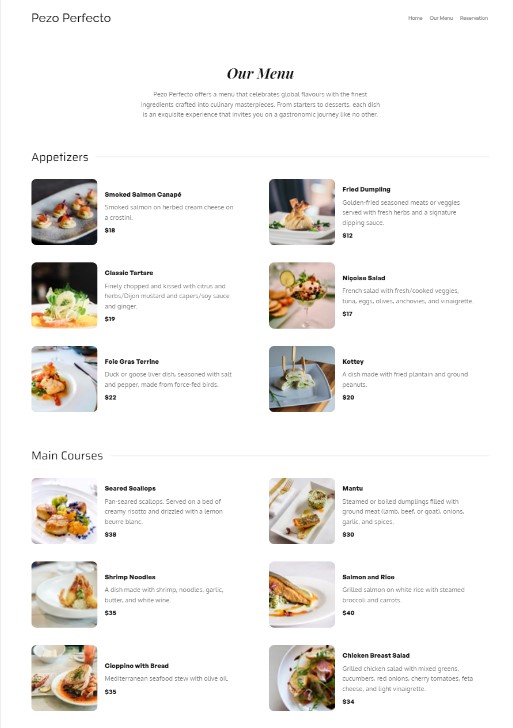 Pezo Perfecto
Home Our Menu Reservation
Our Menu
Pezo Perfecto offers a menu that celebrates global flavours with the finest
ingredients crafted into culinary masterpieces. From starters to desserts, each dish
is an exquisite experience that invites you on a gastronomic journey like no other.
Appetizers
Smoked Salmon Canapé
Smoked salmon on herbed cream cheese on
a crostini.
$18
Fried Dumpling
Golden-fried seasoned meats or veggies
served with fresh herbs and a signature
dipping sauce.
$12
Classic Tartare
Finely chopped and kissed with citrus and
herbs/Dijon mustard and capers/soy sauce
and ginger.
$19
Niçoise Salad
French salad with fresh/cooked veggies,
tuna, eggs, olives, anchovies, and vinaigrette.
$17
Foie Gras Terrine
Duck or goose liver dish, seasoned with salt
and pepper, made from force-fed birds.
$22
Kottey
A dish made with fried plantain and ground
peanuts.
$20
Main Courses
Seared Scallops
Pan-seared scallops. Served on a bed of
creamy risotto and drizzled with a lemon
beurre blanc.
$38
Mantu
Steamed or boiled dumplings filled with
ground meat (lamb, beef, or goat), onions,
garlic, and spices.
$30
Shrimp Noodles
A dish made with shrimp, noodles, garlic,
butter, and white wine.
$35
Salmon and Rice
Grilled salmon on white rice with steamed
broccoli and carrots.
$40
Cioppino with Bread
Mediterranean seafood stew with olive oil.
$35
Chicken Breast Salad
Grilled chicken salad with mixed greens,
cucumbers, red onions, cherry tomatoes, feta
cheese, and light vinaigrette.
$34